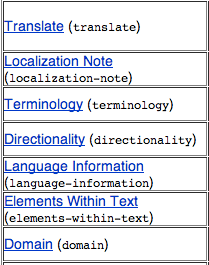 Translate (translate)
Localization Note
(localization-note)
Terminology (terminology)
Directionality (directionality)
Language Information
(language-information)
Elements Within Text
(elements-within-text)
Domain (domain)